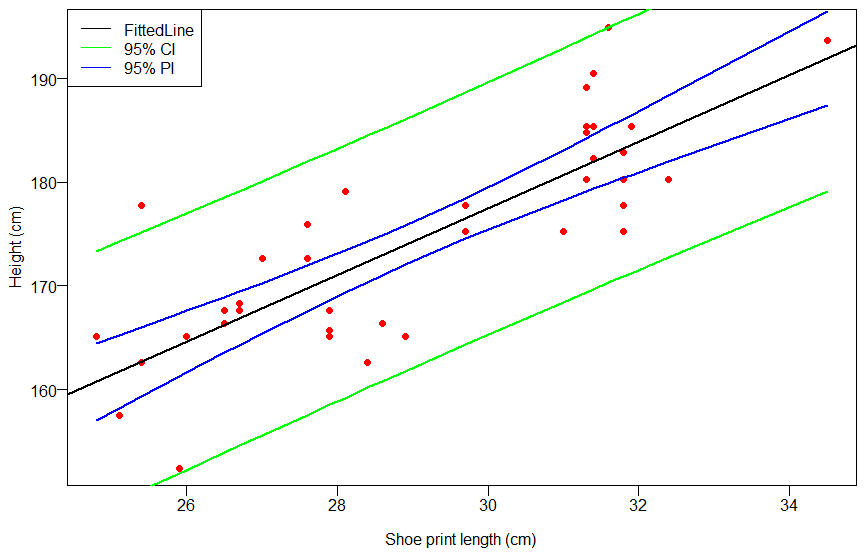 FittedLine
95% CI
95% PI
190
180
170
160
Height (cm)
26 28 30 32 34
Shoe print length (cm)